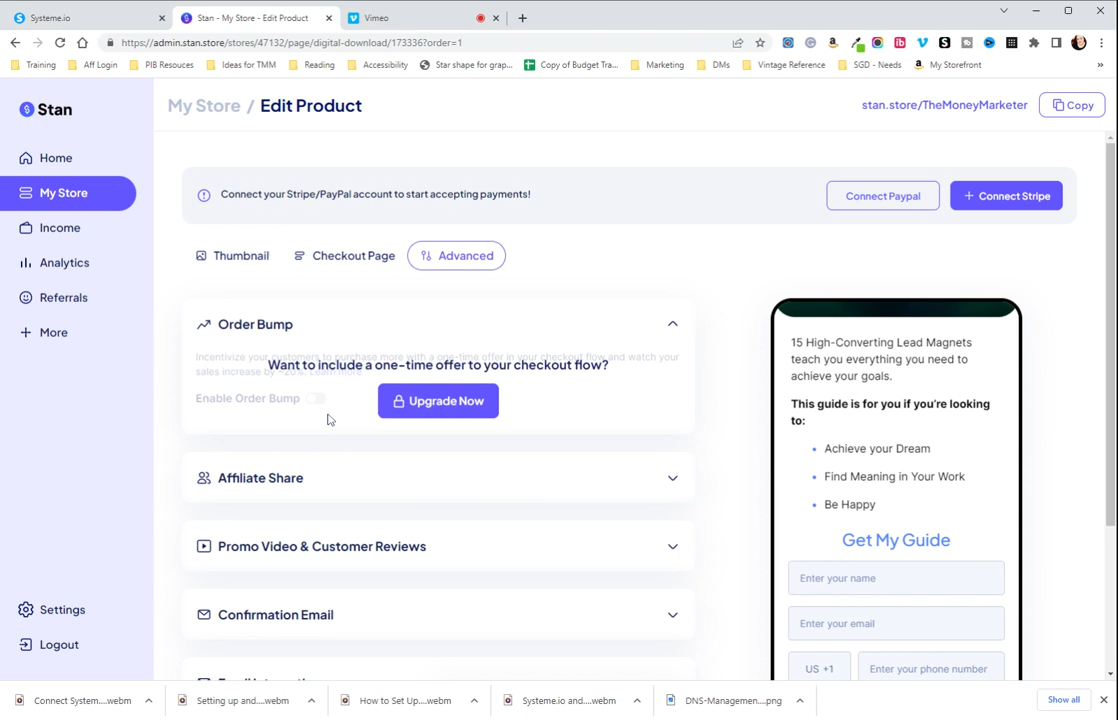 Systeme.io
Stan - My Store - Edit Product
Vimeo
https://admin.stan.store/stores/47132/page/digital-download/173336?order=1
Training
Aff Login
PIB Resouces
Ideas for TMM
Reading
Accessibility
Star shape for grap...
Copy of Budget Tra...
Marketing
DMs
Vintage Reference
SGD - Needs
My Storefront
Stan
My Store / Edit Product
stan.store/TheMoneyMarketer
Copy
Home
My Store
Income
Analytics
Referrals
More
Settings
Logout
Connect your Stripe/PayPal account to start accepting payments!
Connect Paypal
+ Connect Stripe
Thumbnail
Checkout Page
Advanced
Order Bump
Incentivize your customers to purchase more with a one-time offer in your checkout flow and watch your
sales increase by ~20%. Learn more
Want to include a one-time offer to your checkout flow?
Enable Order Bump
Upgrade Now
Affiliate Share
Promo Video & Customer Reviews
Confirmation Email
15 High-Converting Lead Magnets
teach you everything you need to
achieve your goals.
This guide is for you if you're looking
to:
• Achieve your Dream
• Find Meaning in Your Work
• Be Happy
Get My Guide
Enter your name
Enter your email
US +1
Enter your phone number
Connect System....webm
Setting up and....webm
How to Set Up....webm
Systeme.io and....webm
DNS-Managemen....png
Show all